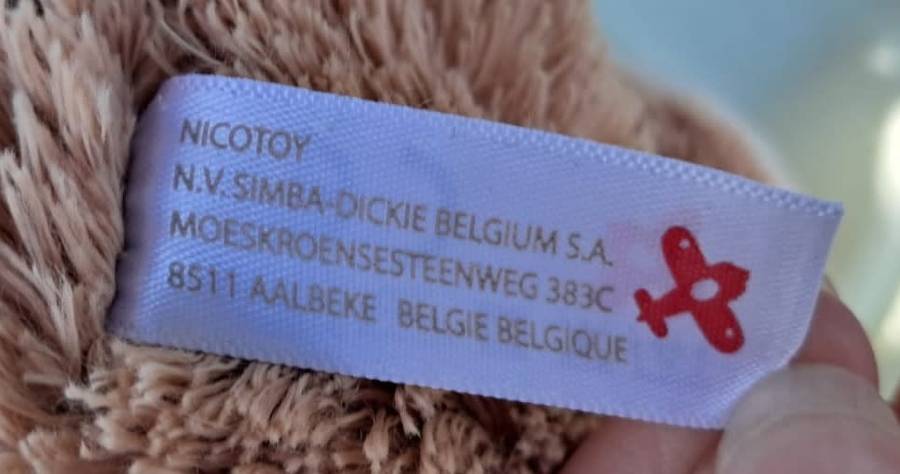 NICOTOY
N.V. SIMBA-DICKIE BELGIUM S.A.
MOESKROENSESTEENWEG 383C
8511 AALBEKE BELGIE BELGIQUE